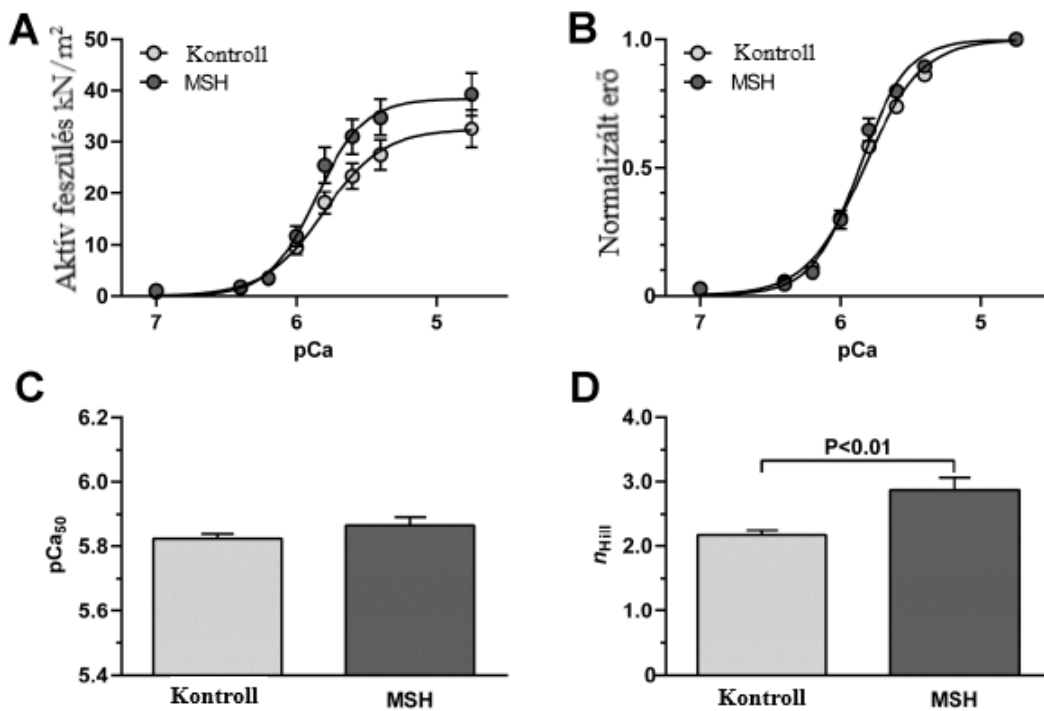 A
Aktív feszülés kN/m²
50
40
30
20
10
0
Kontroll
MSH
7
6
5
pCa
B
Normalizált erő
1.0
0.5
0
Kontroll
MSH
7
6
5
pCa
C
pCa₅₀
6.2
6.0
5.8
5.6
5.4
Kontroll
MSH
D
nHill
4.0
3.0
2.0
1.0
0
P<0.01
Kontroll
MSH